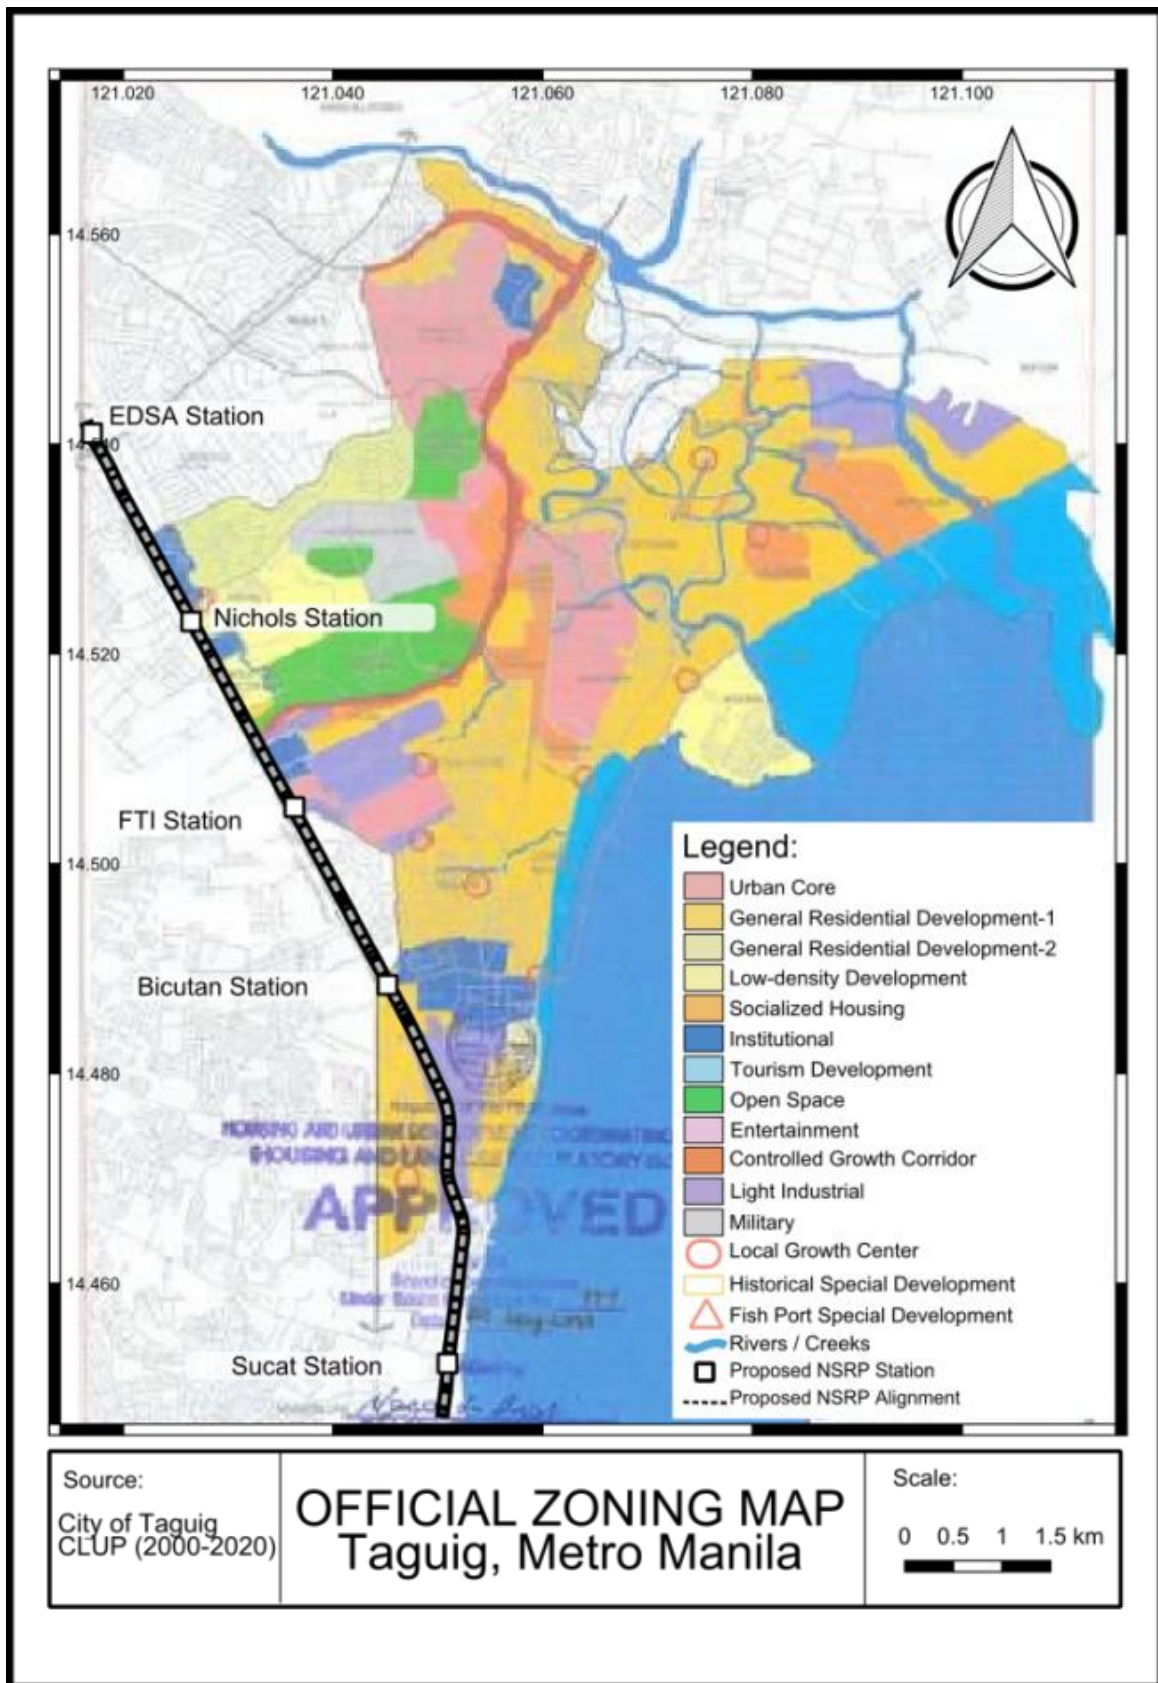 121.020 121.040 121.060 121.080 121.100
14.560
EDSA Station
Nichols Station
14.520
FTI Station
14.500
Bicutan Station
14.480
APPROVED
14.460
Sucat Station
Legend:
Urban Core
General Residential Development-1
General Residential Development-2
Low-density Development
Socialized Housing
Institutional
Tourism Development
Open Space
Entertainment
Controlled Growth Corridor
Light Industrial
Military
Local Growth Center
Historical Special Development
Fish Port Special Development
Rivers / Creeks
Proposed NSRP Station
Proposed NSRP Alignment
Source:
City of Taguig
CLUP (2000-2020)
OFFICIAL ZONING MAP
Taguig, Metro Manila
Scale:
0 0.5 1 1.5 km